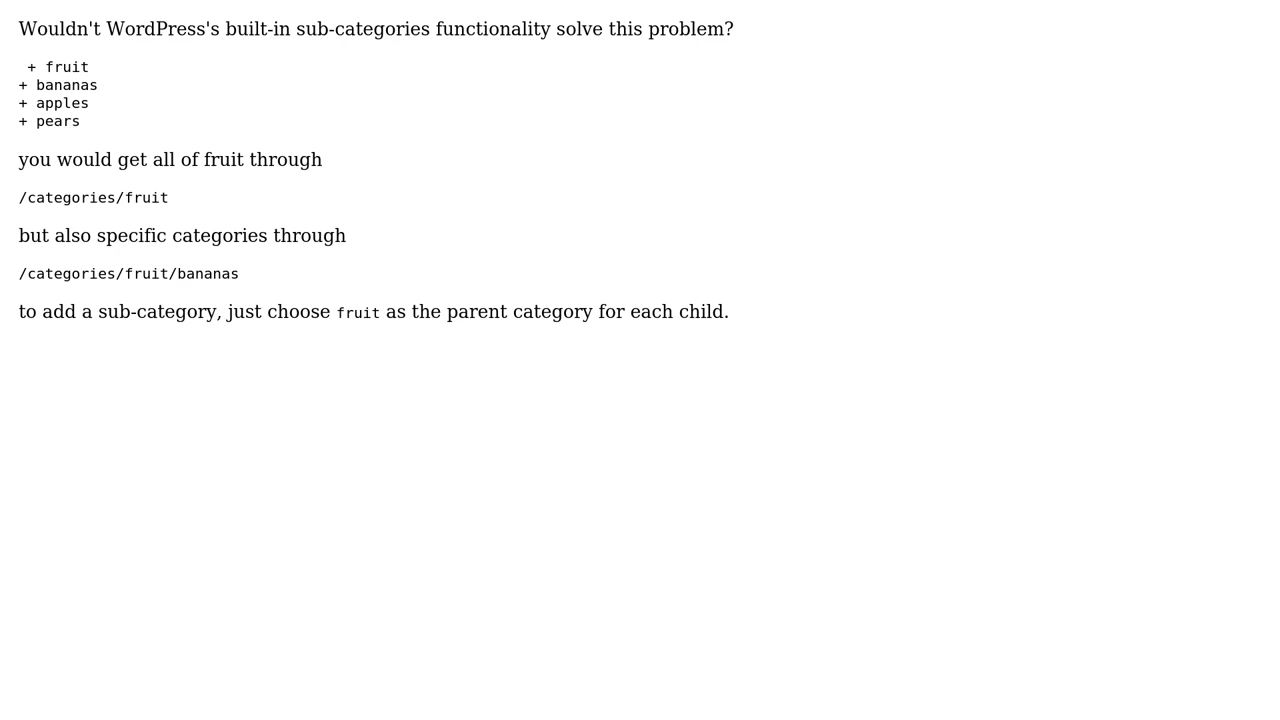 Wouldn't WordPress's built-in sub-categories functionality solve this problem?
 + fruit
+ bananas
+ apples
+ pears
you would get all of fruit through
/categories/fruit
but also specific categories through
/categories/fruit/bananas
to add a sub-category, just choose fruit as the parent category for each child.